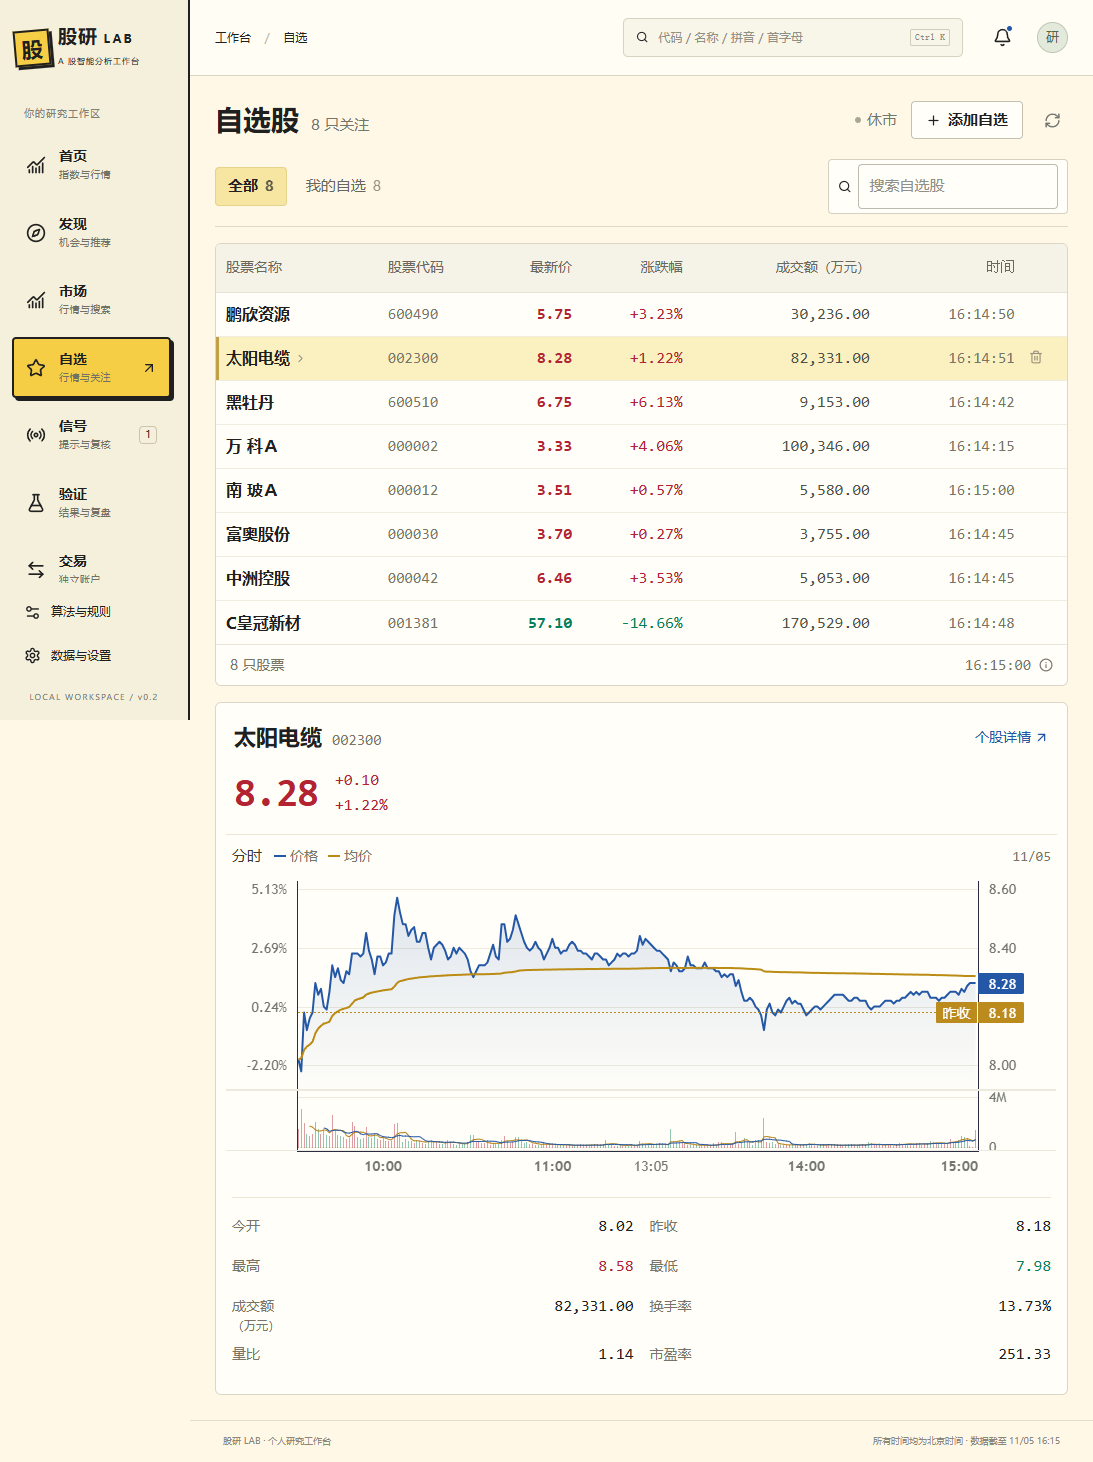 股 股研 LAB
A 股智能分析工作台
你的研究工作区
首页
指数与行情
发现
机会与推荐
市场
行情与搜索
自选
行情与关注
信号
提示与复核
1
验证
结果与复盘
交易
独立账户
算法与规则
数据与设置
LOCAL WORKSPACE / v0.2
工作台 / 自选
代码 / 名称 / 拼音 / 首字母 Ctrl K
研
自选股 8 只关注
休市
+ 添加自选
全部 8 我的自选 8
搜索自选股
股票名称 股票代码 最新价 涨跌幅 成交额 (万元) 时间
鹏欣资源 600490 5.75 +3.23% 30,236.00 16:14:50
太阳电缆 › 002300 8.28 +1.22% 82,331.00 16:14:51
黑牡丹 600510 6.75 +6.13% 9,153.00 16:14:42
万 科A 000002 3.33 +4.06% 100,346.00 16:14:15
南 玻A 000012 3.51 +0.57% 5,580.00 16:15:00
富奥股份 000030 3.70 +0.27% 3,755.00 16:14:45
中洲控股 000042 6.46 +3.53% 5,053.00 16:14:45
C皇冠新材 001381 57.10 -14.66% 170,529.00 16:14:48
8 只股票 16:15:00
太阳电缆 002300 个股详情
8.28 +0.10
+1.22%
分时 价格 均价 11/05
5.13% 8.60
2.69% 8.40
8.28
0.24%
昨收 8.18
-2.20% 8.00
4M
0
10:00 11:00 13:05 14:00 15:00
今开 8.02 昨收 8.18
最高 8.58 最低 7.98
成交额 82,331.00 换手率 13.73%
(万元)
量比 1.14 市盈率 251.33
股研 LAB · 个人研究工作台 所有时间均为北京时间 · 数据截至 11/05 16:15